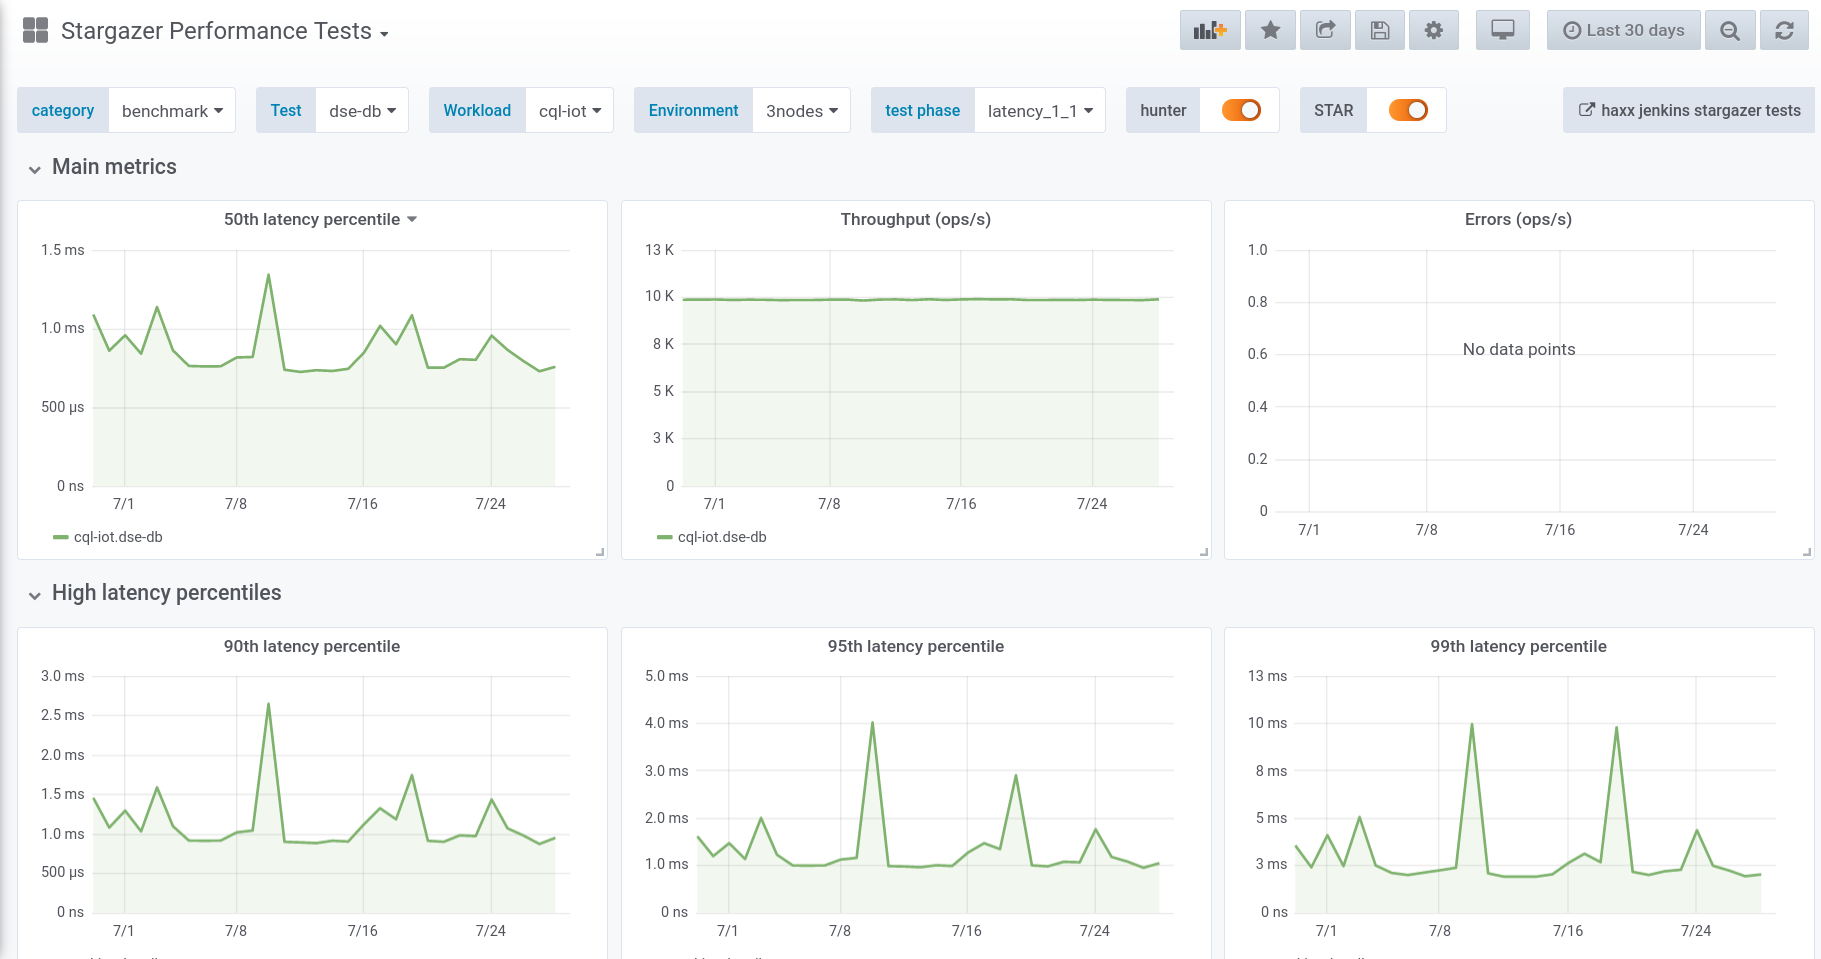 Stargazer Performance Tests
Last 30 days
category benchmark Test dse-db Workload cql-iot Environment 3nodes test phase latency_1_1 hunter STAR haxx jenkins stargazer tests
Main metrics
50th latency percentile
1.5 ms
1.0 ms
500 µs
0 ns
7/1 7/8 7/16 7/24
cql-iot.dse-db
Throughput (ops/s)
13 K
10 K
8 K
5 K
3 K
0
7/1 7/8 7/16 7/24
cql-iot.dse-db
Errors (ops/s)
1.0
0.8
0.6
0.4
0.2
0
No data points
7/1 7/8 7/16 7/24
High latency percentiles
90th latency percentile
3.0 ms
2.5 ms
2.0 ms
1.5 ms
1.0 ms
500 µs
0 ns
7/1 7/8 7/16 7/24
95th latency percentile
5.0 ms
4.0 ms
3.0 ms
2.0 ms
1.0 ms
0 ns
7/1 7/8 7/16 7/24
99th latency percentile
13 ms
10 ms
8 ms
5 ms
3 ms
0 ns
7/1 7/8 7/16 7/24